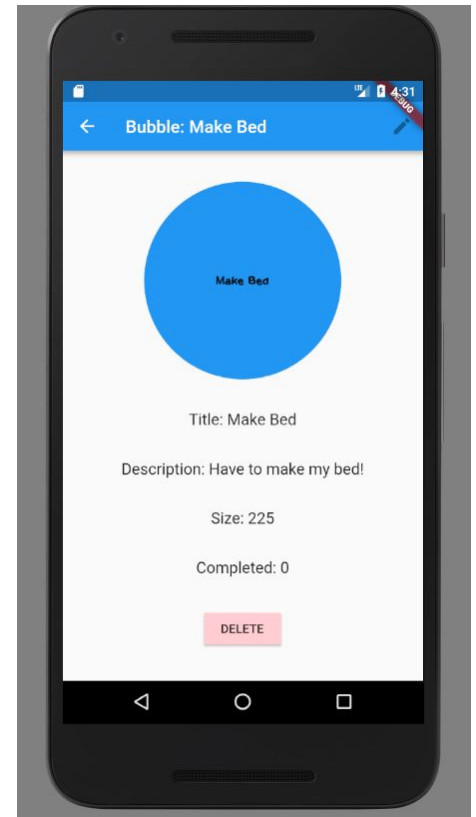 LTE 4:31
DEBUG
Bubble: Make Bed
Make Bed
Title: Make Bed
Description: Have to make my bed!
Size: 225
Completed: 0
DELETE